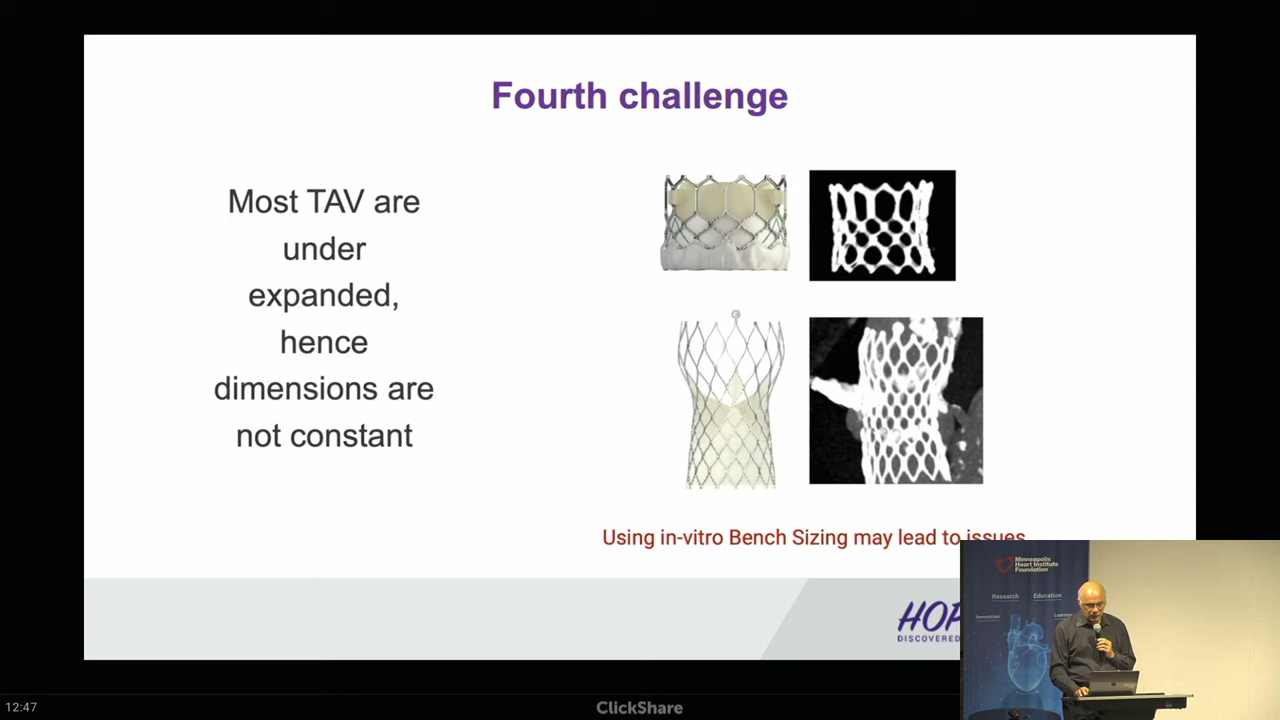 Fourth challenge
Most TAV are
under
expanded,
hence
dimensions are
not constant
Using in-vitro Bench Sizing may lead to issues
HOP
DISCOVERED
Minneapolis
Heart Institute
Foundation
Research Education
Innovation
12:47
ClickShare